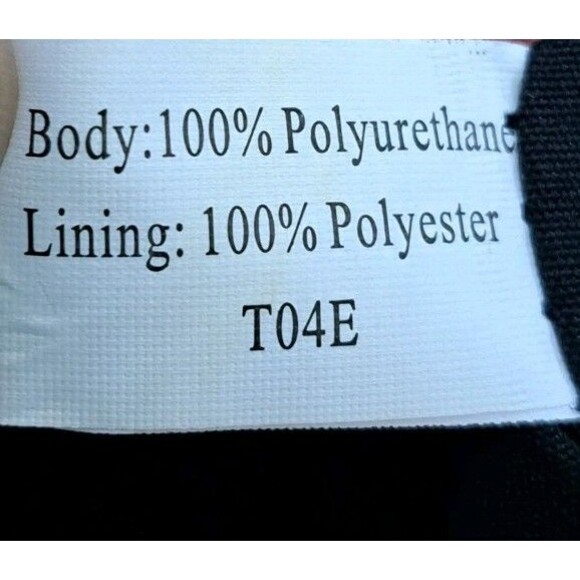 Body:100% Polyurethane
Lining: 100% Polyester
T04E